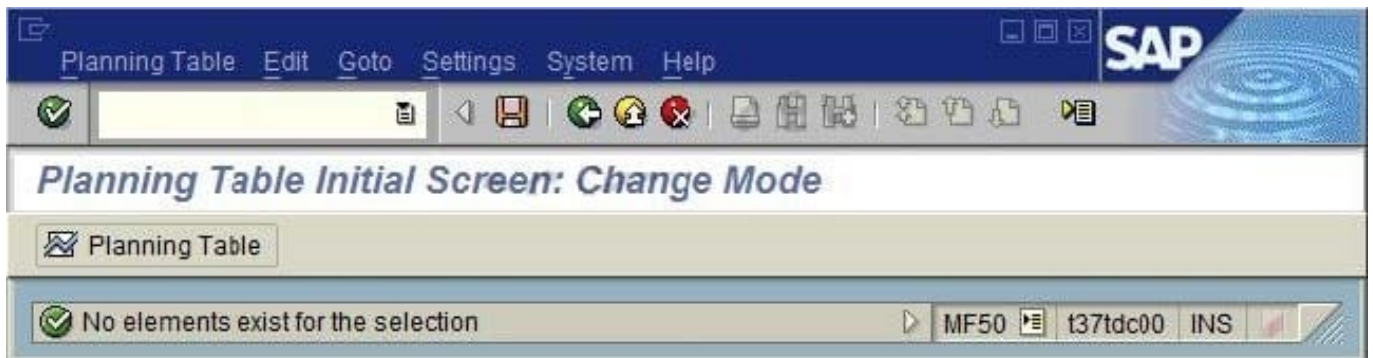 Planning Table Edit Goto Settings System Help
SAP
Planning Table Initial Screen: Change Mode
Planning Table
No elements exist for the selection MF50 t37tdc00 INS